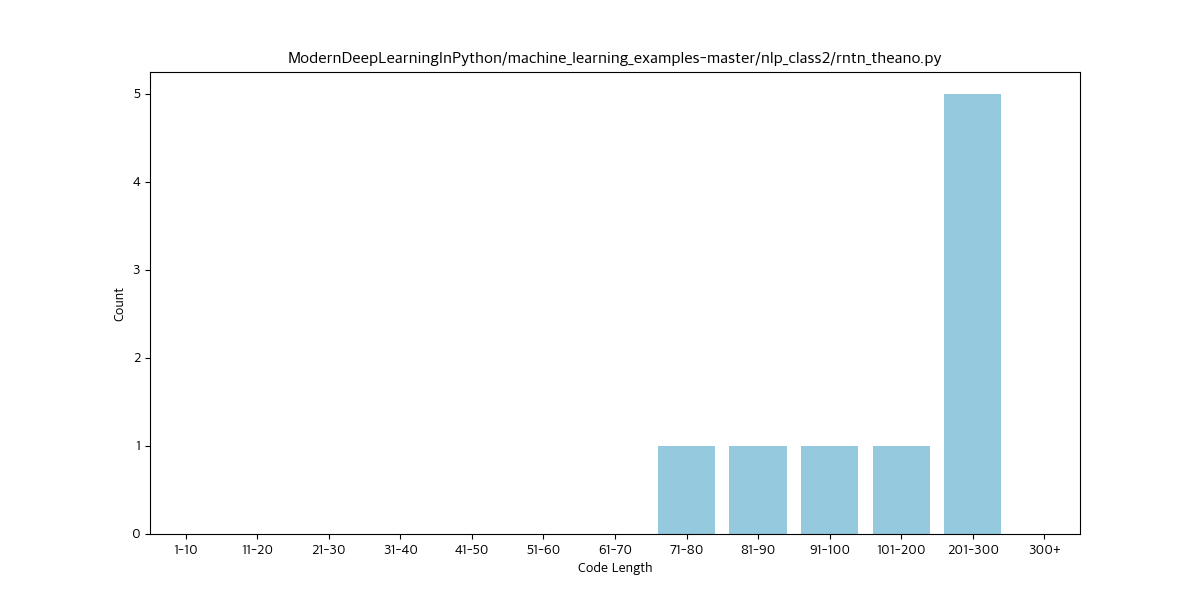 ModernDeepLearningInPython/machine_learning_examples-master/nlp_class2/rntn_theano.py
5
4
3
2
1
0
Count
1-10 11-20 21-30 31-40 41-50 51-60 61-70 71-80 81-90 91-100 101-200 201-300 300+
Code Length